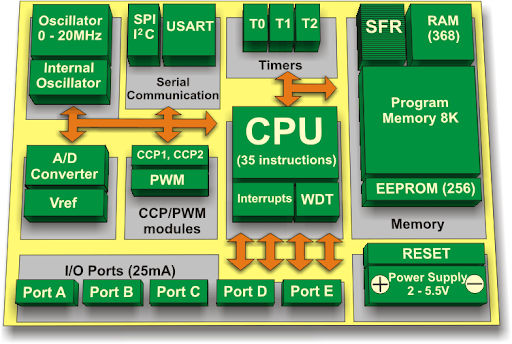 Oscillator
0 - 20MHz
Internal
Oscillator
SPI
I²C
USART
Serial
Communication
T0
T1
T2
Timers
SFR
RAM
(368)
Program
Memory 8K
EEPROM (256)
Memory
CPU
(35 instructions)
Interrupts
WDT
A/D
Converter
Vref
CCP1, CCP2
PWM
CCP/PWM
modules
I/O Ports (25mA)
Port A
Port B
Port C
Port D
Port E
RESET
+
Power Supply
2 - 5.5V
−